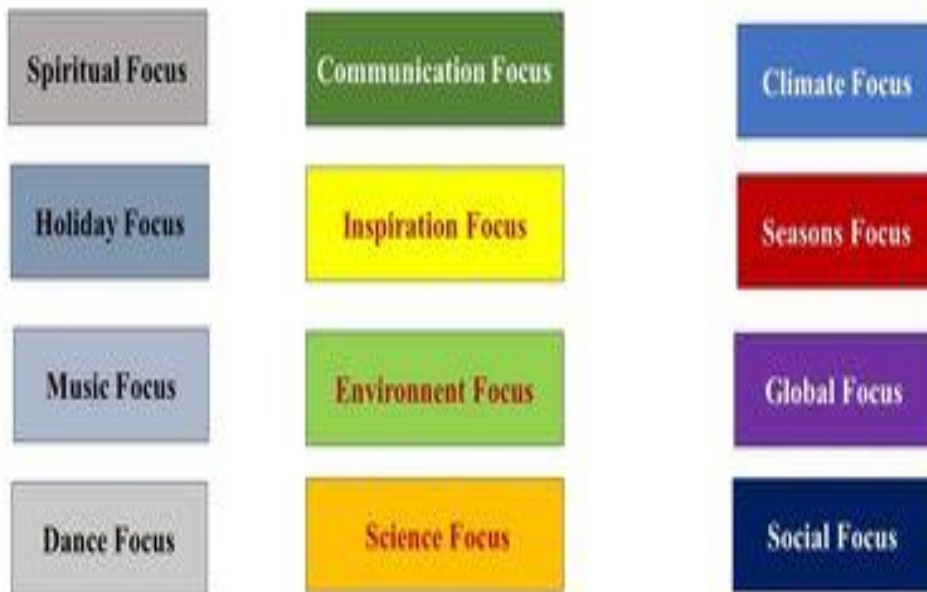 Spiritual Focus
Communication Focus
Climate Focus
Holiday Focus
Inspiration Focus
Seasons Focus
Music Focus
Environnent Focus
Global Focus
Dance Focus
Science Focus
Social Focus